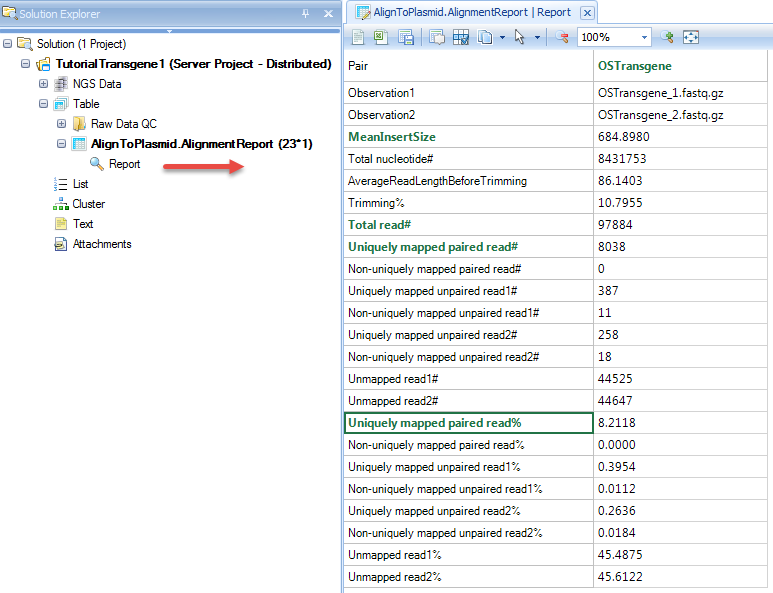 Solution Explorer
Solution (1 Project)
TutorialTransgene1 (Server Project - Distributed)
NGS Data
Table
Raw Data QC
AlignToPlasmid.AlignmentReport (23*1)
Report
List
Cluster
Text
Attachments
AlignToPlasmid.AlignmentReport | Report
100%
Pair OSTransgene
Observation1 OSTransgene_1.fastq.gz
Observation2 OSTransgene_2.fastq.gz
MeanInsertSize 684.8980
Total nucleotide# 8431753
AverageReadLengthBeforeTrimming 86.1403
Trimming% 10.7955
Total read# 97884
Uniquely mapped paired read# 8038
Non-uniquely mapped paired read# 0
Uniquely mapped unpaired read1# 387
Non-uniquely mapped unpaired read1# 11
Uniquely mapped unpaired read2# 258
Non-uniquely mapped unpaired read2# 18
Unmapped read1# 44525
Unmapped read2# 44647
Uniquely mapped paired read% 8.2118
Non-uniquely mapped paired read% 0.0000
Uniquely mapped unpaired read1% 0.3954
Non-uniquely mapped unpaired read1% 0.0112
Uniquely mapped unpaired read2% 0.2636
Non-uniquely mapped unpaired read2% 0.0184
Unmapped read1% 45.4875
Unmapped read2% 45.6122